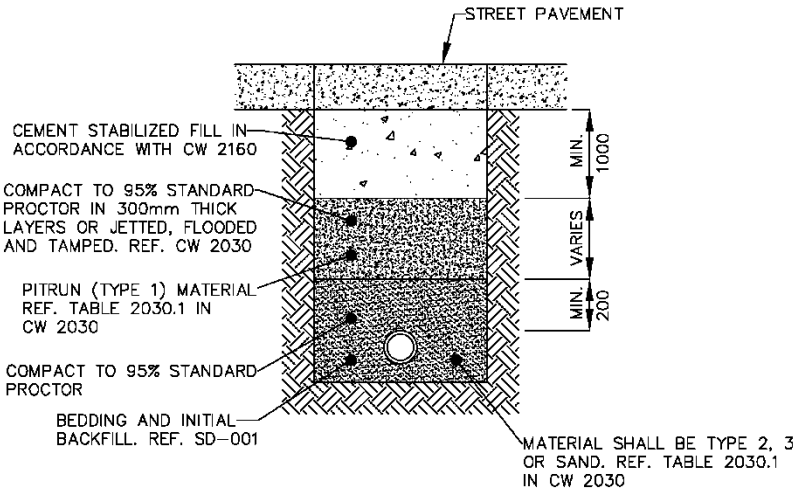 STREET PAVEMENT
CEMENT STABILIZED FILL IN
ACCORDANCE WITH CW 2160
COMPACT TO 95% STANDARD
PROCTOR IN 300mm THICK
LAYERS OR JETTED, FLOODED
AND TAMPED. REF. CW 2030
PITRUN (TYPE 1) MATERIAL
REF. TABLE 2030.1 IN
CW 2030
COMPACT TO 95% STANDARD
PROCTOR
BEDDING AND INITIAL
BACKFILL. REF. SD-001
MIN.
1000
VARIES
MIN.
200
MATERIAL SHALL BE TYPE 2, 3
OR SAND. REF. TABLE 2030.1
IN CW 2030